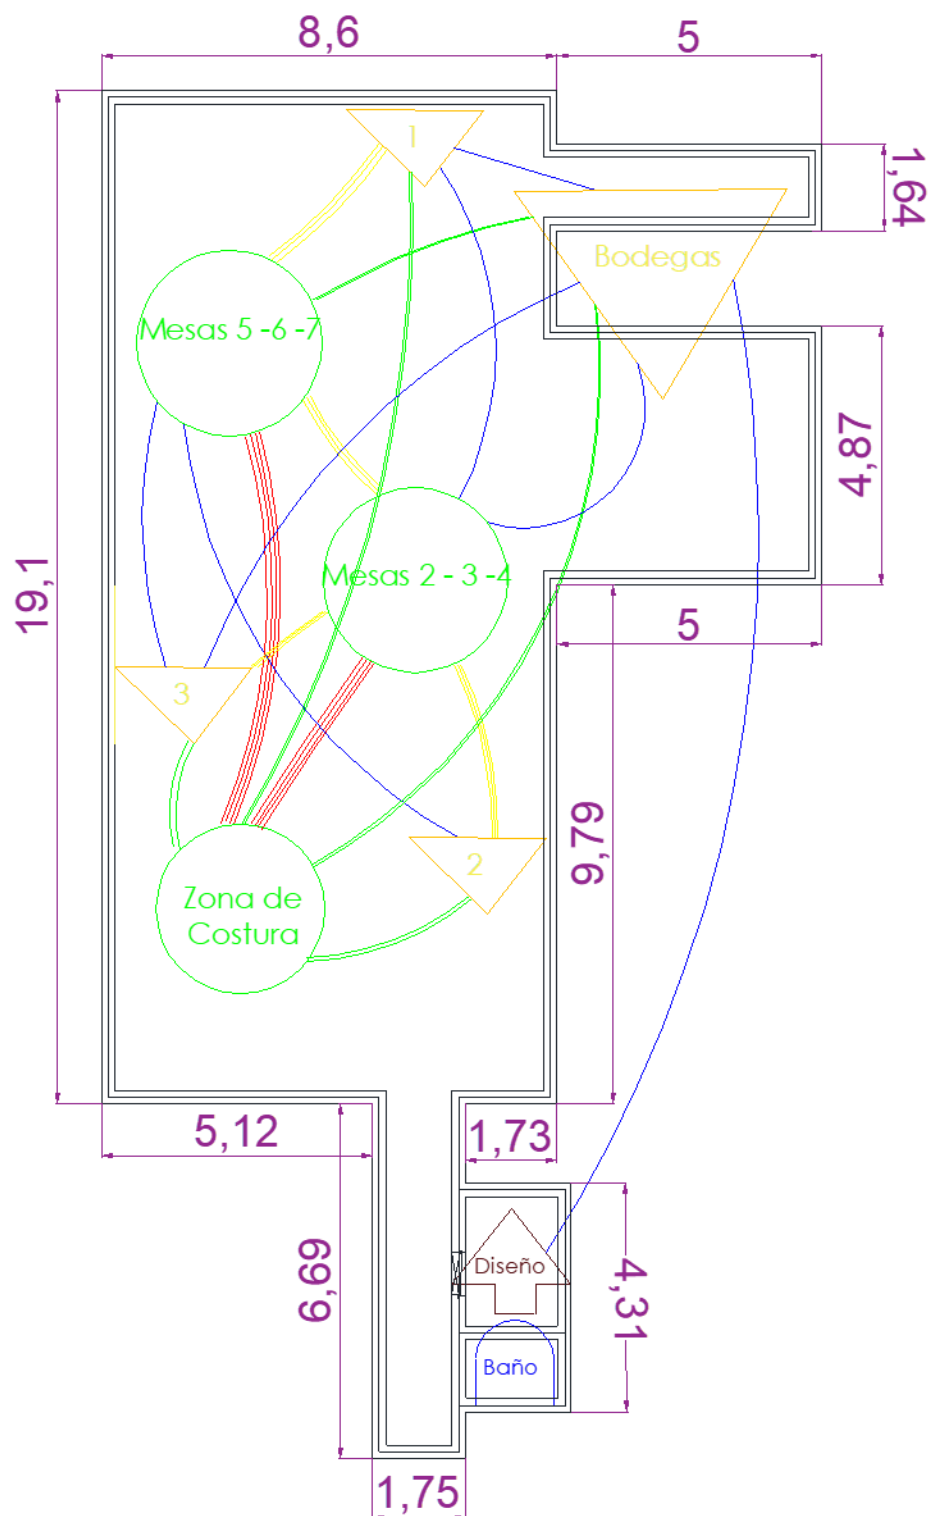 8,6
5
1
1,64
Bodegas
Mesas 5 -6 -7
4,87
19,1
Mesas 2 - 3 -4
5
3
9,79
2
Zona de
Costura
5,12
1,73
6,69
Diseño
4,31
Baño
1,75